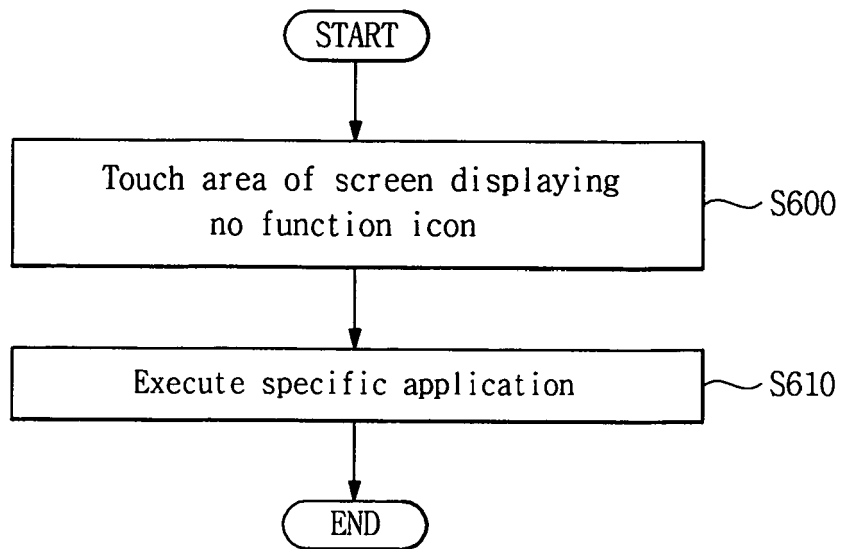 START
Touch area of screen displaying
no function icon
S600
Execute specific application
S610
END